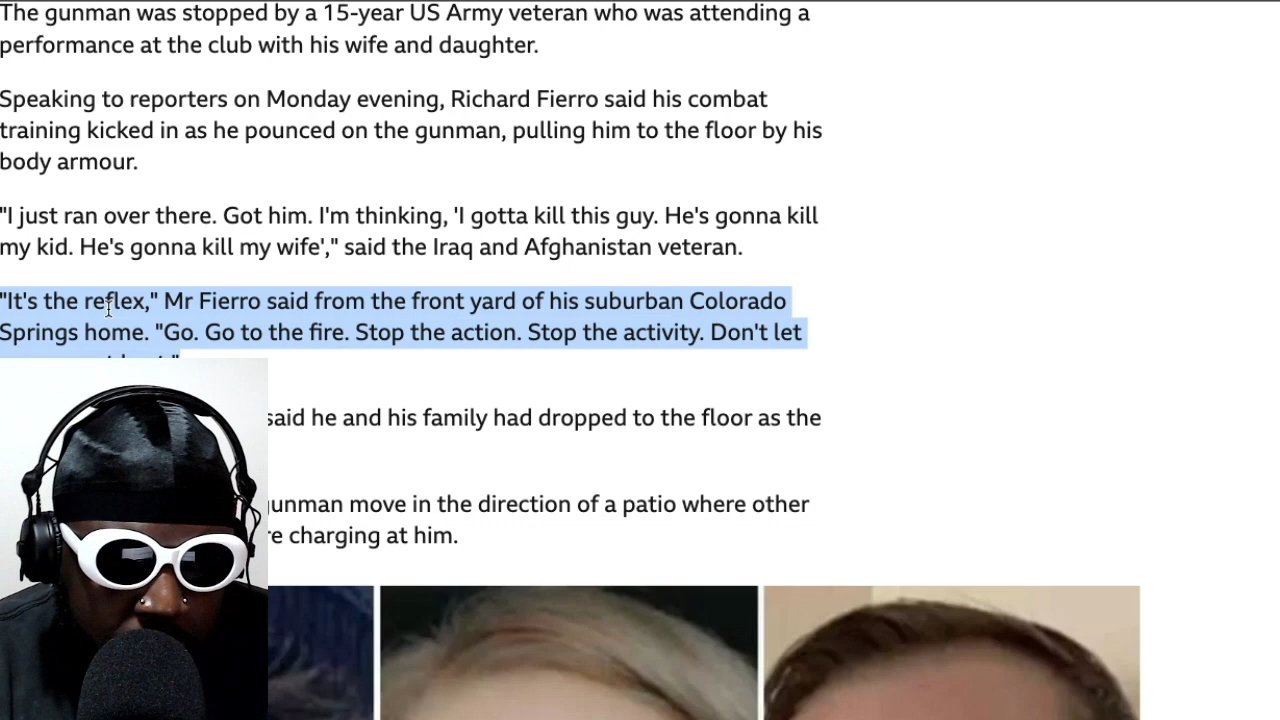 The gunman was stopped by a 15-year US Army veteran who was attending a
performance at the club with his wife and daughter.
Speaking to reporters on Monday evening, Richard Fierro said his combat
training kicked in as he pounced on the gunman, pulling him to the floor by his
body armour.
"I just ran over there. Got him. I'm thinking, 'I gotta kill this guy. He's gonna kill
my kid. He's gonna kill my wife'," said the Iraq and Afghanistan veteran.
"It's the reflex," Mr Fierro said from the front yard of his suburban Colorado
Springs home. "Go. Go to the fire. Stop the action. Stop the activity. Don't let
said he and his family had dropped to the floor as the
gunman move in the direction of a patio where other
charging at him.